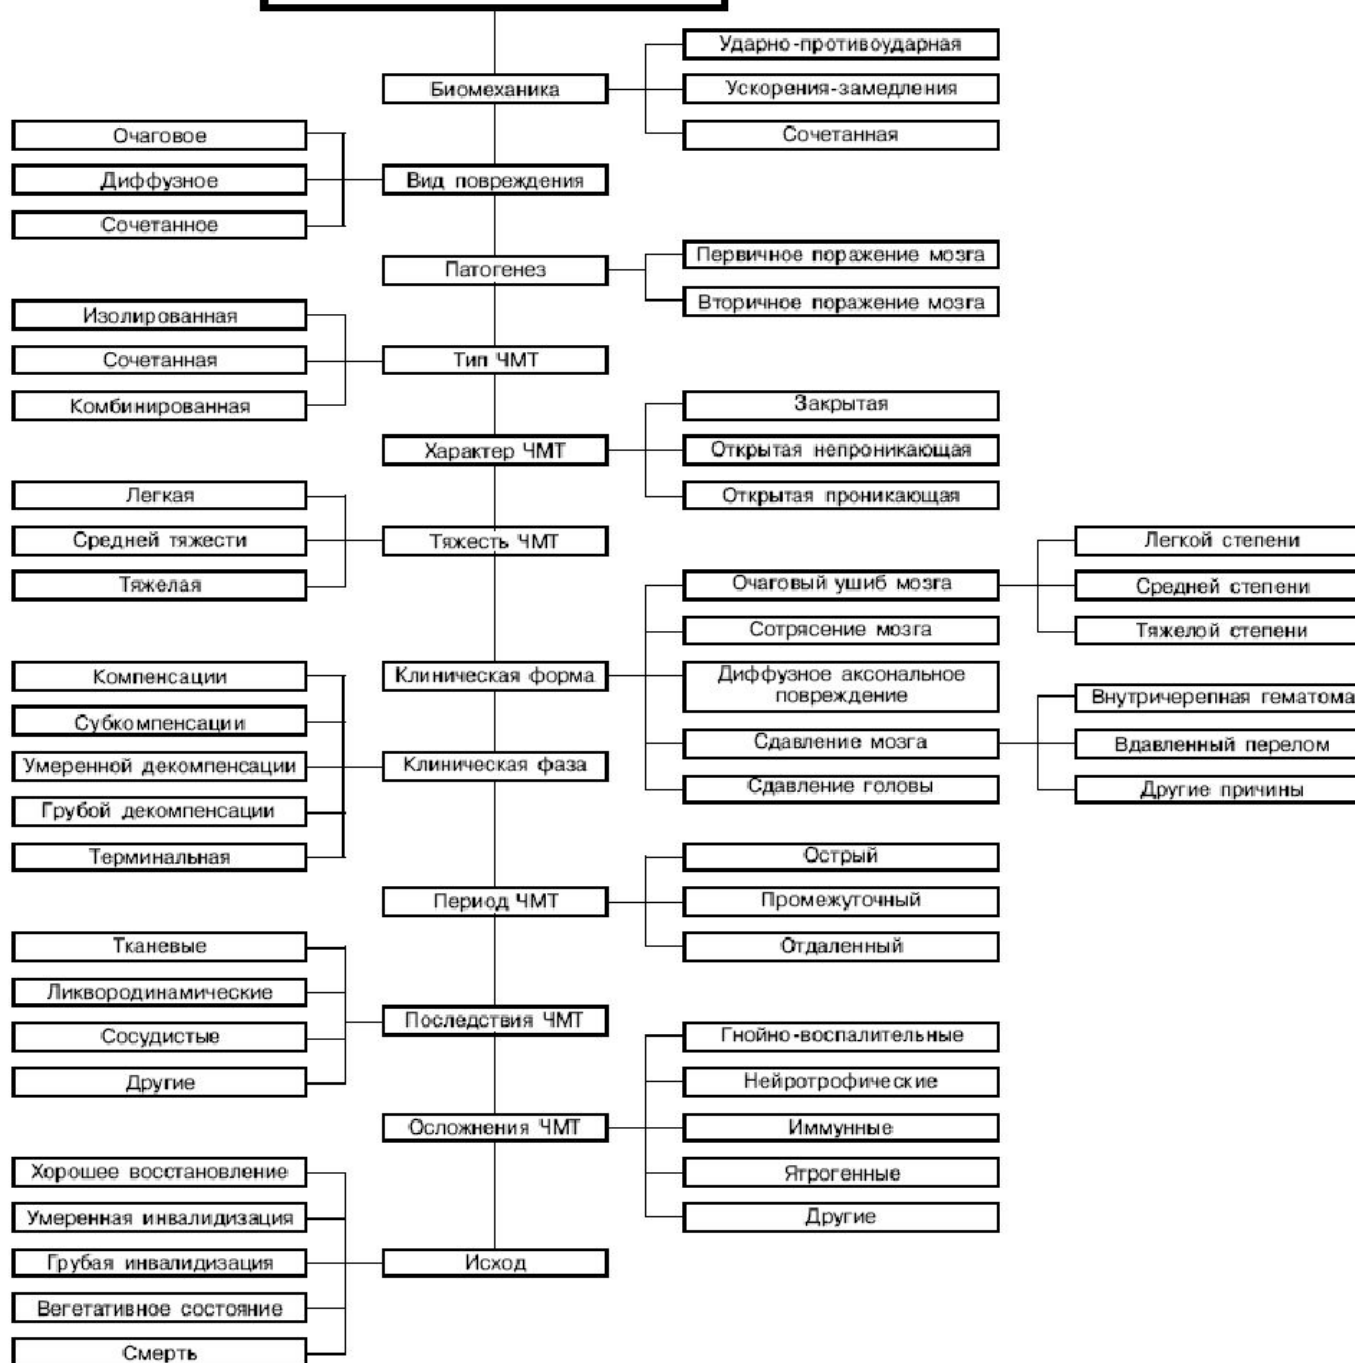 Биомеханика
Ударно-противоударная
Ускорения-замедления
Сочетанная
Вид повреждения
Очаговое
Диффузное
Сочетанное
Патогенез
Первичное поражение мозга
Вторичное поражение мозга
Тип ЧМТ
Изолированная
Сочетанная
Комбинированная
Характер ЧМТ
Закрытая
Открытая непроникающая
Открытая проникающая
Тяжесть ЧМТ
Легкая
Средней тяжести
Тяжелая
Клиническая форма
Очаговый ушиб мозга
Легкой степени
Средней степени
Тяжелой степени
Сотрясение мозга
Диффузное аксональное
повреждение
Сдавление мозга
Внутричерепная гематома
Вдавленный перелом
Другие причины
Сдавление головы
Клиническая фаза
Компенсации
Субкомпенсации
Умеренной декомпенсации
Грубой декомпенсации
Терминальная
Период ЧМТ
Острый
Промежуточный
Отдаленный
Последствия ЧМТ
Тканевые
Ликвородинамические
Сосудистые
Другие
Осложнения ЧМТ
Гнойно-воспалительные
Нейротрофические
Иммунные
Ятрогенные
Другие
Исход
Хорошее восстановление
Умеренная инвалидизация
Грубая инвалидизация
Вегетативное состояние
Смерть